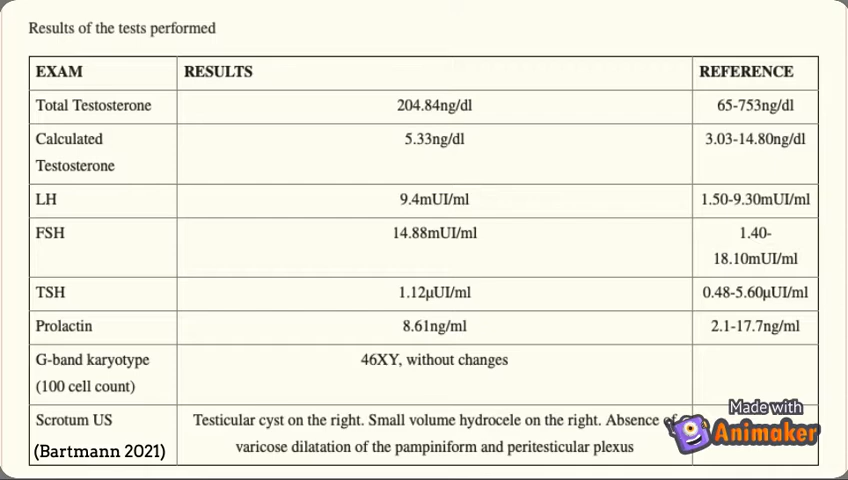 Results of the tests performed
EXAM RESULTS REFERENCE
Total Testosterone 204.84ng/dl 65-753ng/dl
Calculated 5.33ng/dl 3.03-14.80ng/dl
Testosterone
LH 9.4mUI/ml 1.50-9.30mUI/ml
FSH 14.88mUI/ml 1.40-
18.10mUI/ml
TSH 1.12µUI/ml 0.48-5.60µUI/ml
Prolactin 8.61ng/ml 2.1-17.7ng/ml
G-band karyotype 46XY, without changes
(100 cell count)
Scrotum US Testicular cyst on the right. Small volume hydrocele on the right. Absence of
(Bartmann 2021) varicose dilatation of the pampiniform and peritesticular plexus
Made with
Animaker